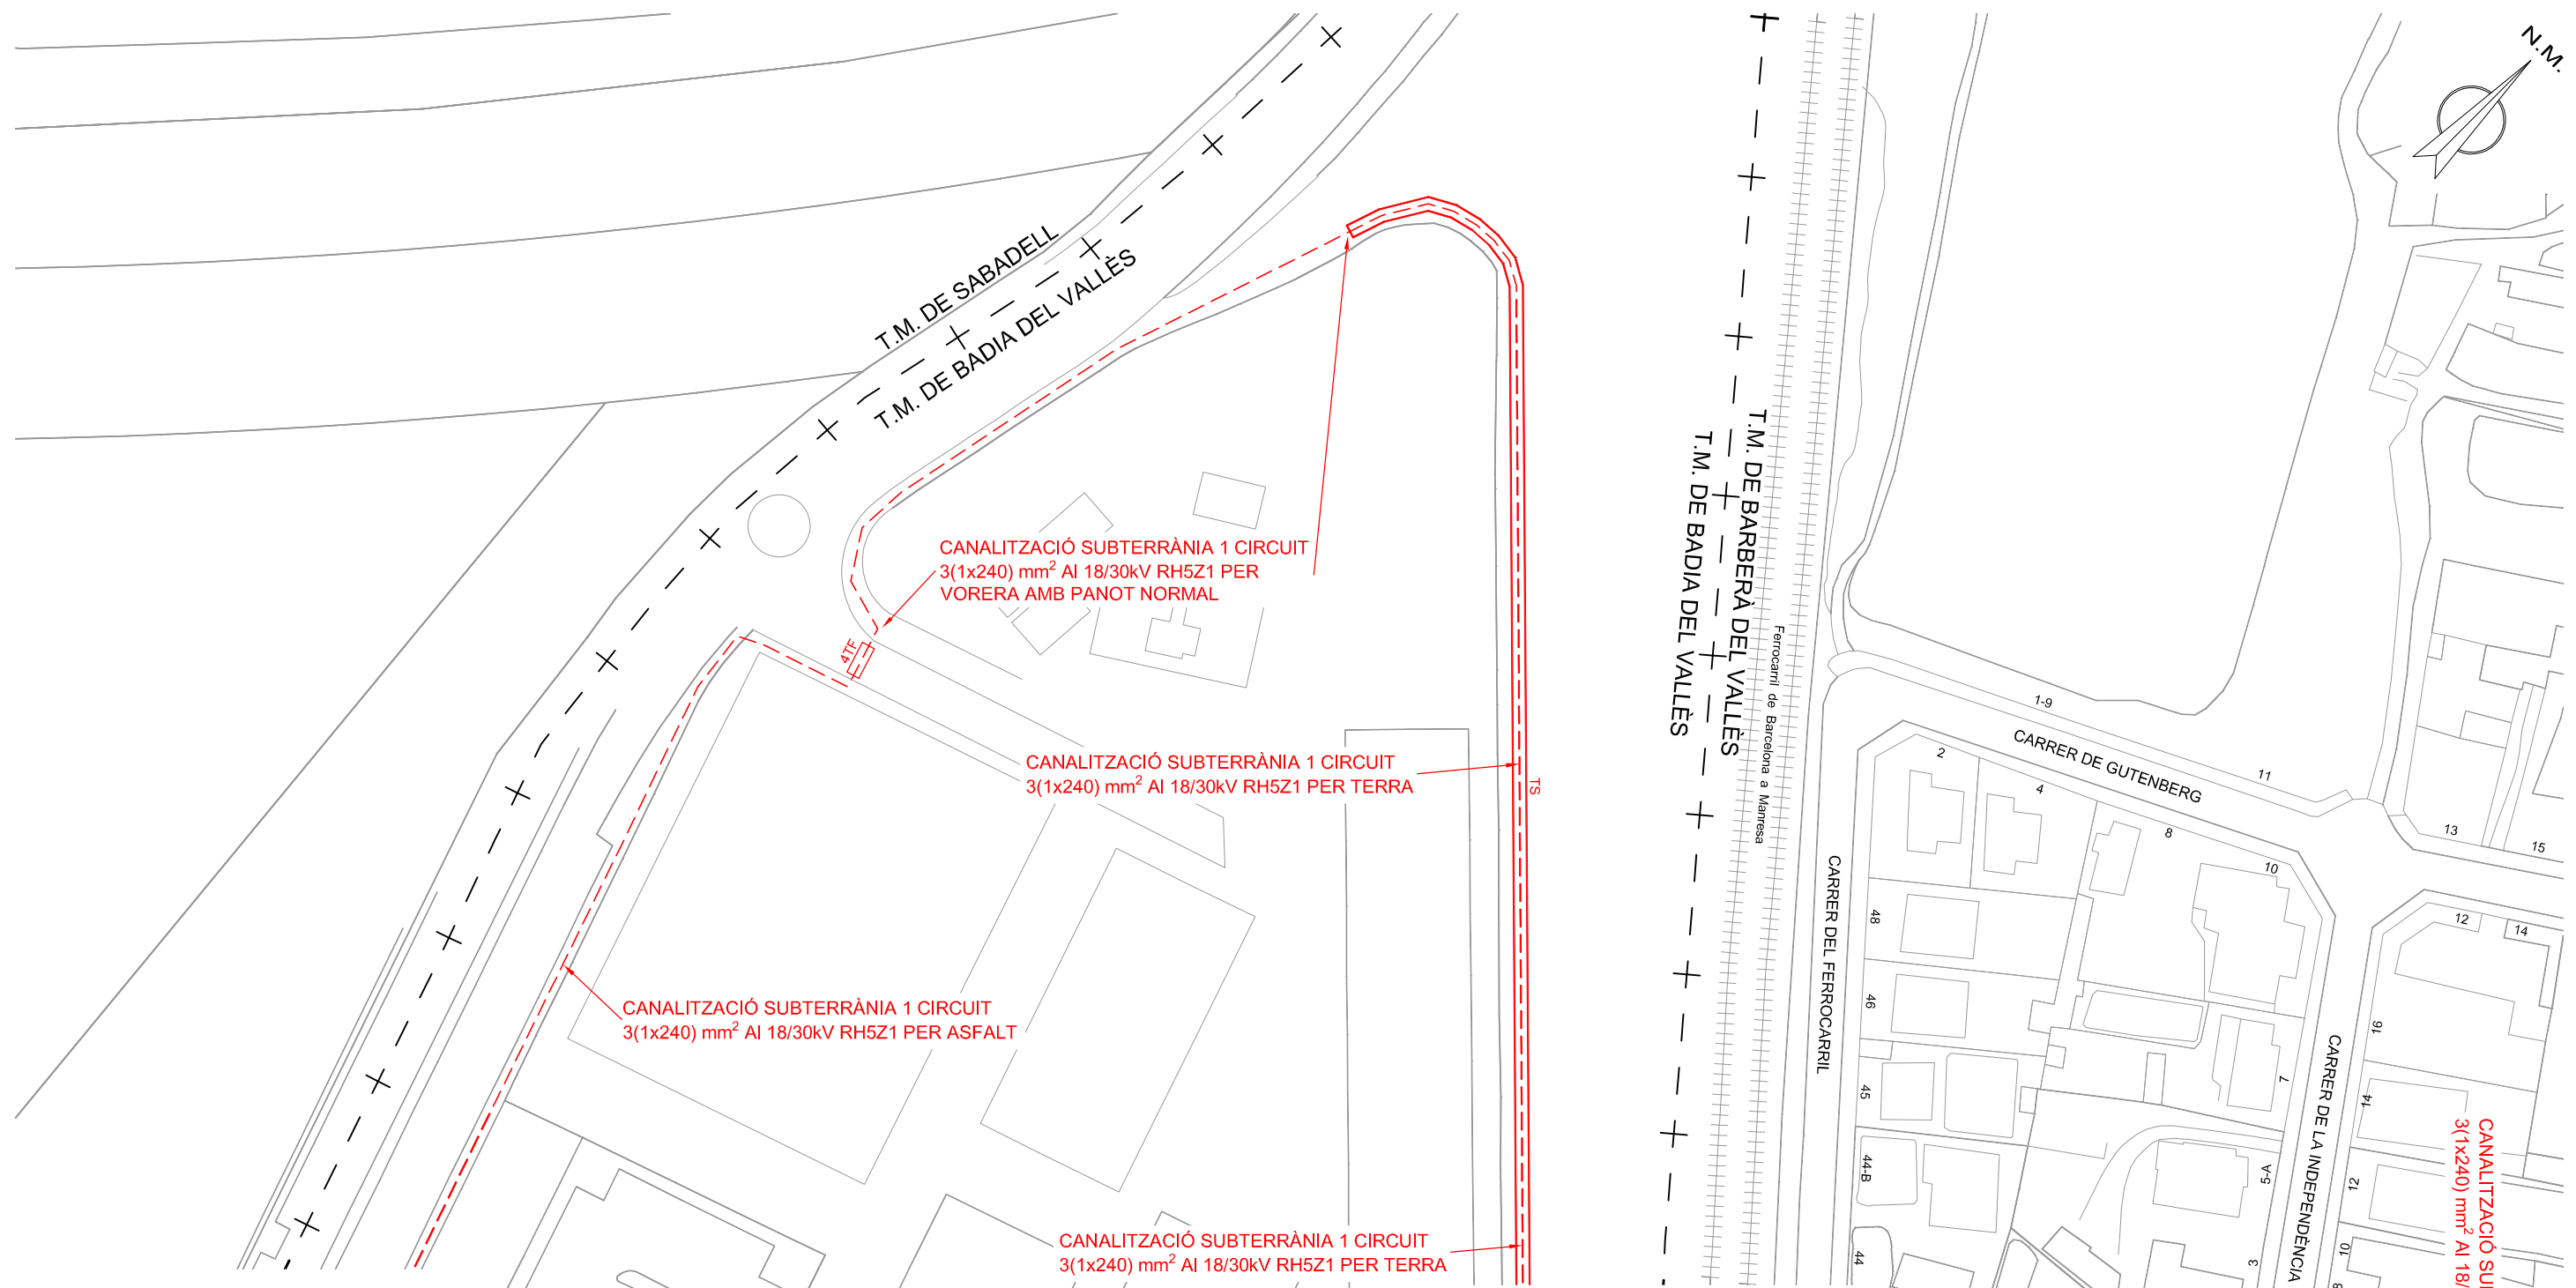 N.M.
T.M. DE SABADELL
T.M. DE BADIA DEL VALLÈS
T.M. DE BARBERÀ DEL VALLÈS
T.M. DE BADIA DEL VALLÈS
Ferrocarril de Barcelona a Manresa
CANALITZACIÓ SUBTERRÀNIA 1 CIRCUIT
3(1x240) mm² Al 18/30kV RH5Z1 PER
VORERA AMB PANOT NORMAL
4TF
CANALITZACIÓ SUBTERRÀNIA 1 CIRCUIT
3(1x240) mm² Al 18/30kV RH5Z1 PER TERRA
TS
CANALITZACIÓ SUBTERRÀNIA 1 CIRCUIT
3(1x240) mm² Al 18/30kV RH5Z1 PER ASFALT
CANALITZACIÓ SUBTERRÀNIA 1 CIRCUIT
3(1x240) mm² Al 18/30kV RH5Z1 PER TERRA
1-9
CARRER DE GUTENBERG
11
2
4
8
10
13
15
12
14
CARRER DEL FERROCARRIL
48
46
45
44-B
44
CARRER DE LA INDEPENDÈNCIA
7
5-A
3
16
14
12
10
CANALITZACIÓ
3(1x240) mm² Al